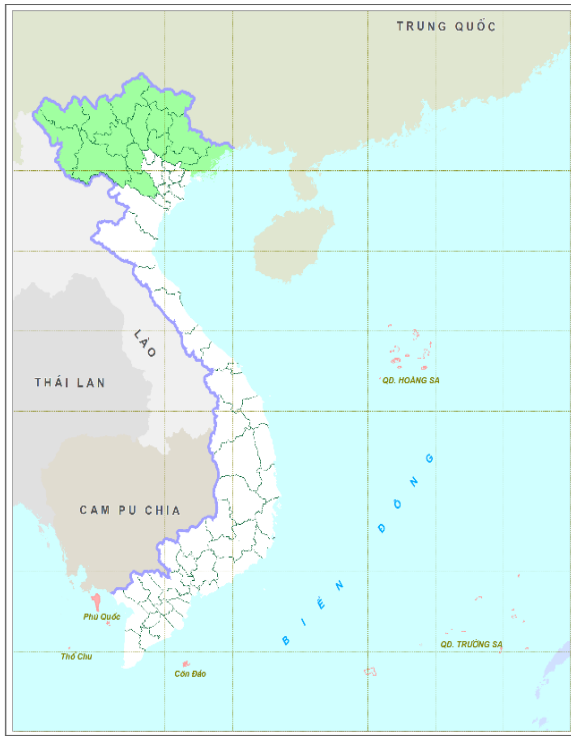 TRUNG QUỐC
LÀO
THÁI LAN
QĐ. HOÀNG SA
CAM PU CHIA
BIỂN ĐÔNG
Phú Quốc
Thổ Chu
Côn Đảo
QĐ. TRƯỜNG SA